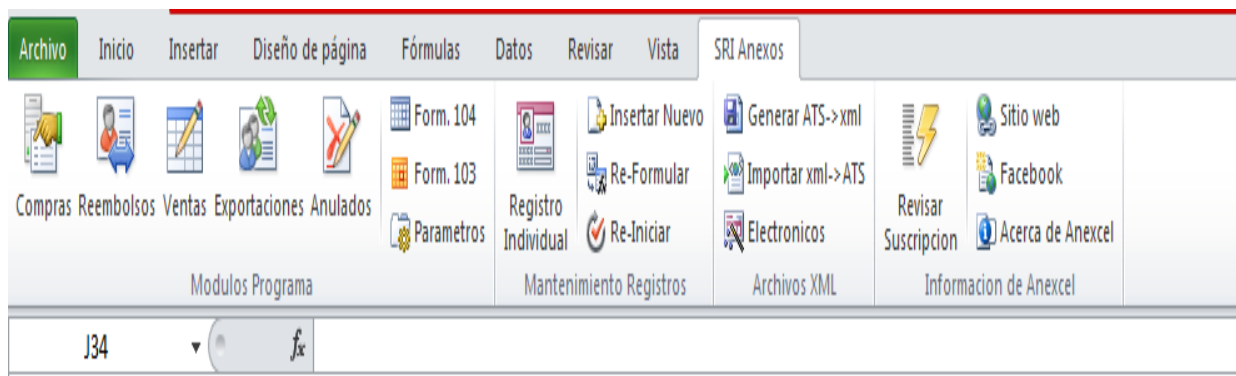 Archivo Inicio Insertar Diseño de página Fórmulas Datos Revisar Vista SRI Anexos
Compras Reembolsos Ventas Exportaciones Anulados
Form. 104
Form. 103
Parametros
Modulos Programa
Registro
Individual
Insertar Nuevo
Re-Formular
Re-Iniciar
Mantenimiento Registros
Generar ATS->xml
Importar xml->ATS
Electronicos
Archivos XML
Revisar
Suscripcion
Sitio web
Facebook
Acerca de Anexcel
Informacion de Anexcel
J34 fx